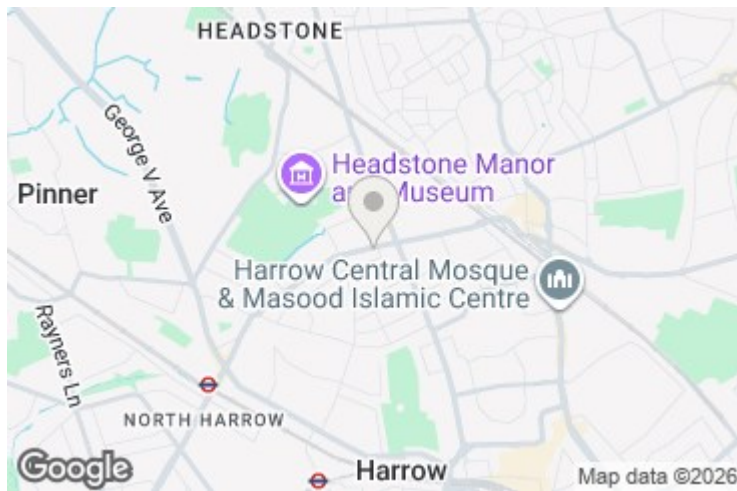 HEADSTONE
George V Ave
Pinner
Headstone Manor
and Museum
Harrow Central Mosque
& Masood Islamic Centre
Rayners Ln
NORTH HARROW
Harrow
Google
Map data ©2026